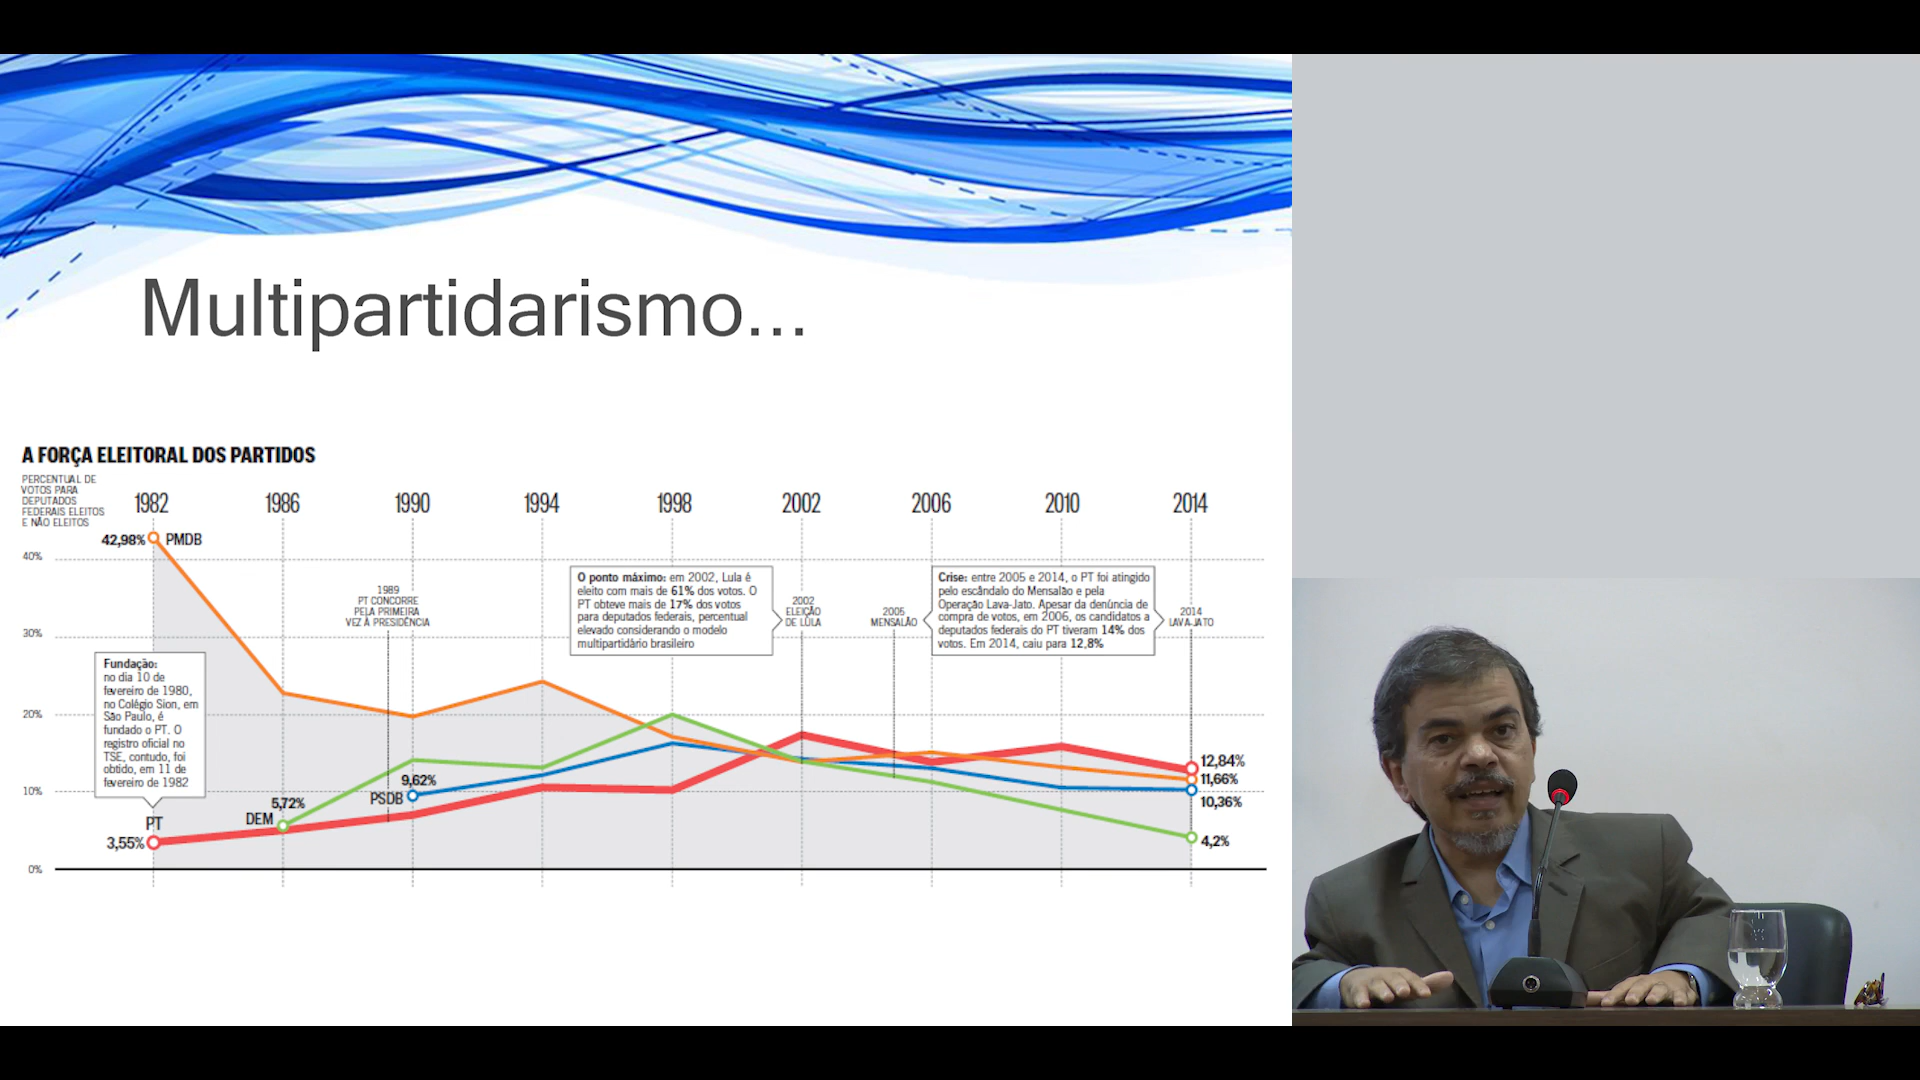 Multipartidarismo...
A FORÇA ELEITORAL DOS PARTIDOS
PERCENTUAL DE
VOTOS PARA
DEPUTADOS
FEDERAIS ELEITOS
E NÃO ELEITOS
1982 1986 1990 1994 1998 2002 2006 2010 2014
42,98% PMDB
40%
30%
20%
10%
0%
Fundação:
no dia 10 de
fevereiro de 1980,
no Colégio Sion, em
São Paulo, é
fundado o PT. O
registro oficial no
TSE, contudo, foi
obtido, em 11 de
fevereiro de 1982
PT
3,55%
5,72%
DEM
1989
PT CONCORRE
PELA PRIMEIRA
VEZ À PRESIDÊNCIA
9,62%
PSDB
O ponto máximo: em 2002, Lula é
eleito com mais de 61% dos votos. O
PT obteve mais de 17% dos votos
para deputados federais, percentual
elevado considerando o modelo
multipartidário brasileiro
2002
ELEIÇÃO
DE LULA
2005
MENSALÃO
Crise: entre 2005 e 2014, o PT foi atingido
pelo escândalo do Mensalão e pela
Operação Lava-Jato. Apesar da denúncia de
compra de votos, em 2006, os candidatos a
deputados federais do PT tiveram 14% dos
votos. Em 2014, caiu para 12,8%
2014
LAVA-JATO
12,84%
11,66%
10,36%
4,2%